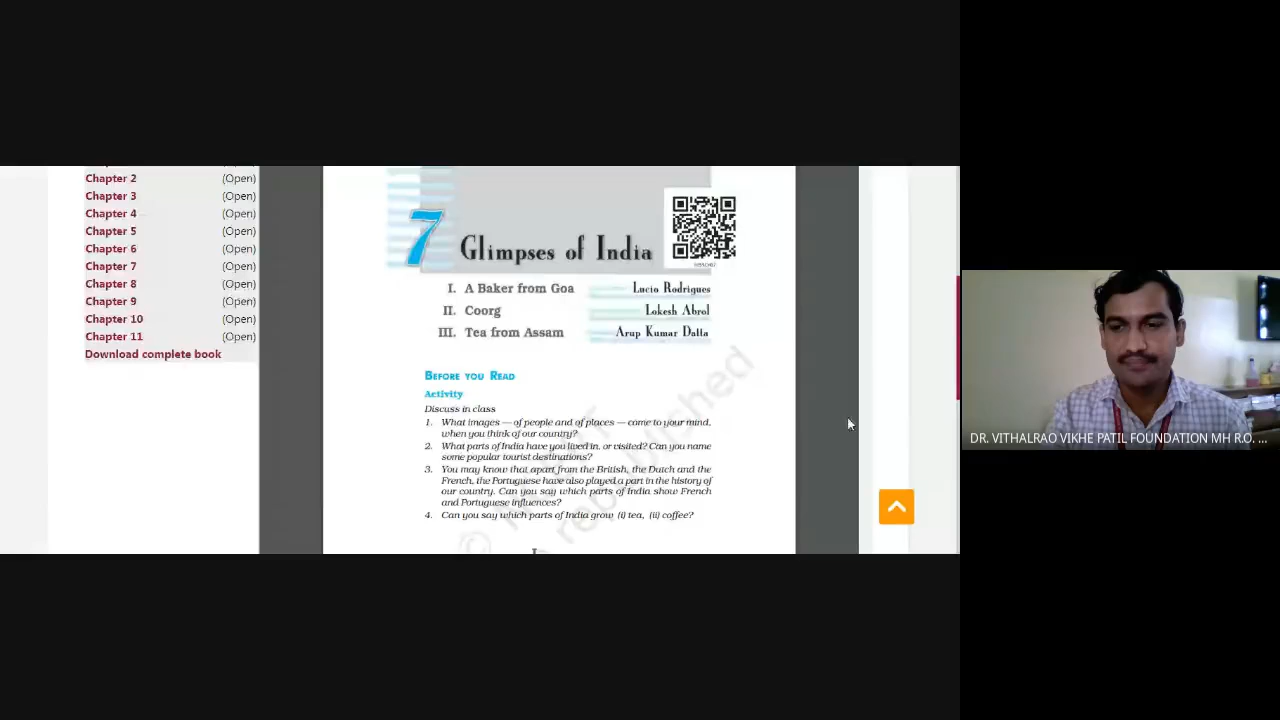 Chapter 2 (Open)
Chapter 3 (Open)
Chapter 4 (Open)
Chapter 5 (Open)
Chapter 6 (Open)
Chapter 7 (Open)
Chapter 8 (Open)
Chapter 9 (Open)
Chapter 10 (Open)
Chapter 11 (Open)
Download complete book
7 Glimpses of India
I. A Baker from Goa Lucio Rodrigues
II. Coorg Lokesh Abrol
III. Tea from Assam Arup Kumar Datta
BEFORE YOU READ
Activity
Discuss in class
1. What images — of people and of places — come to your mind,
when you think of our country?
2. What parts of India have you lived in, or visited? Can you name
some popular tourist destinations?
3. You may know that apart from the British, the Dutch and the
French, the Portuguese have also played a part in the history of
our country. Can you say which parts of India show French
and Portuguese influences?
4. Can you say which parts of India grow (i) tea, (ii) coffee?
DR. VITHALRAO VIKHE PATIL FOUNDATION MH R.O. ...